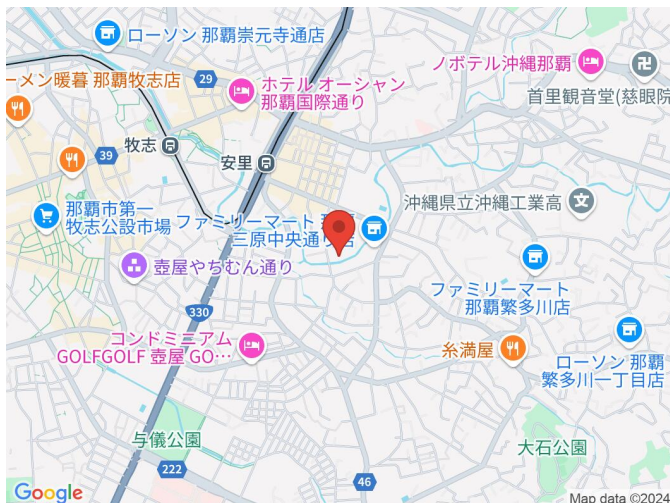 ローソン 那覇崇元寺通店
ノボテル沖縄那覇
29
ーメン暖暮 那覇牧志店
ホテル オーシャン
那覇国際通り
首里観音堂(慈眼院
牧志
安里
39
沖縄県立沖縄工業高
文
那覇市第一
牧志公設市場
ファミリーマート
三原中央通り店
壺屋やちむん通り
ファミリーマート
那覇繁多川店
330
コンドミニアム
GOLFGOLF 壺屋 GO…
糸満屋
ローソン 那覇
繁多川一丁目店
与儀公園
大石公園
222
46
Google
Map data ©2024